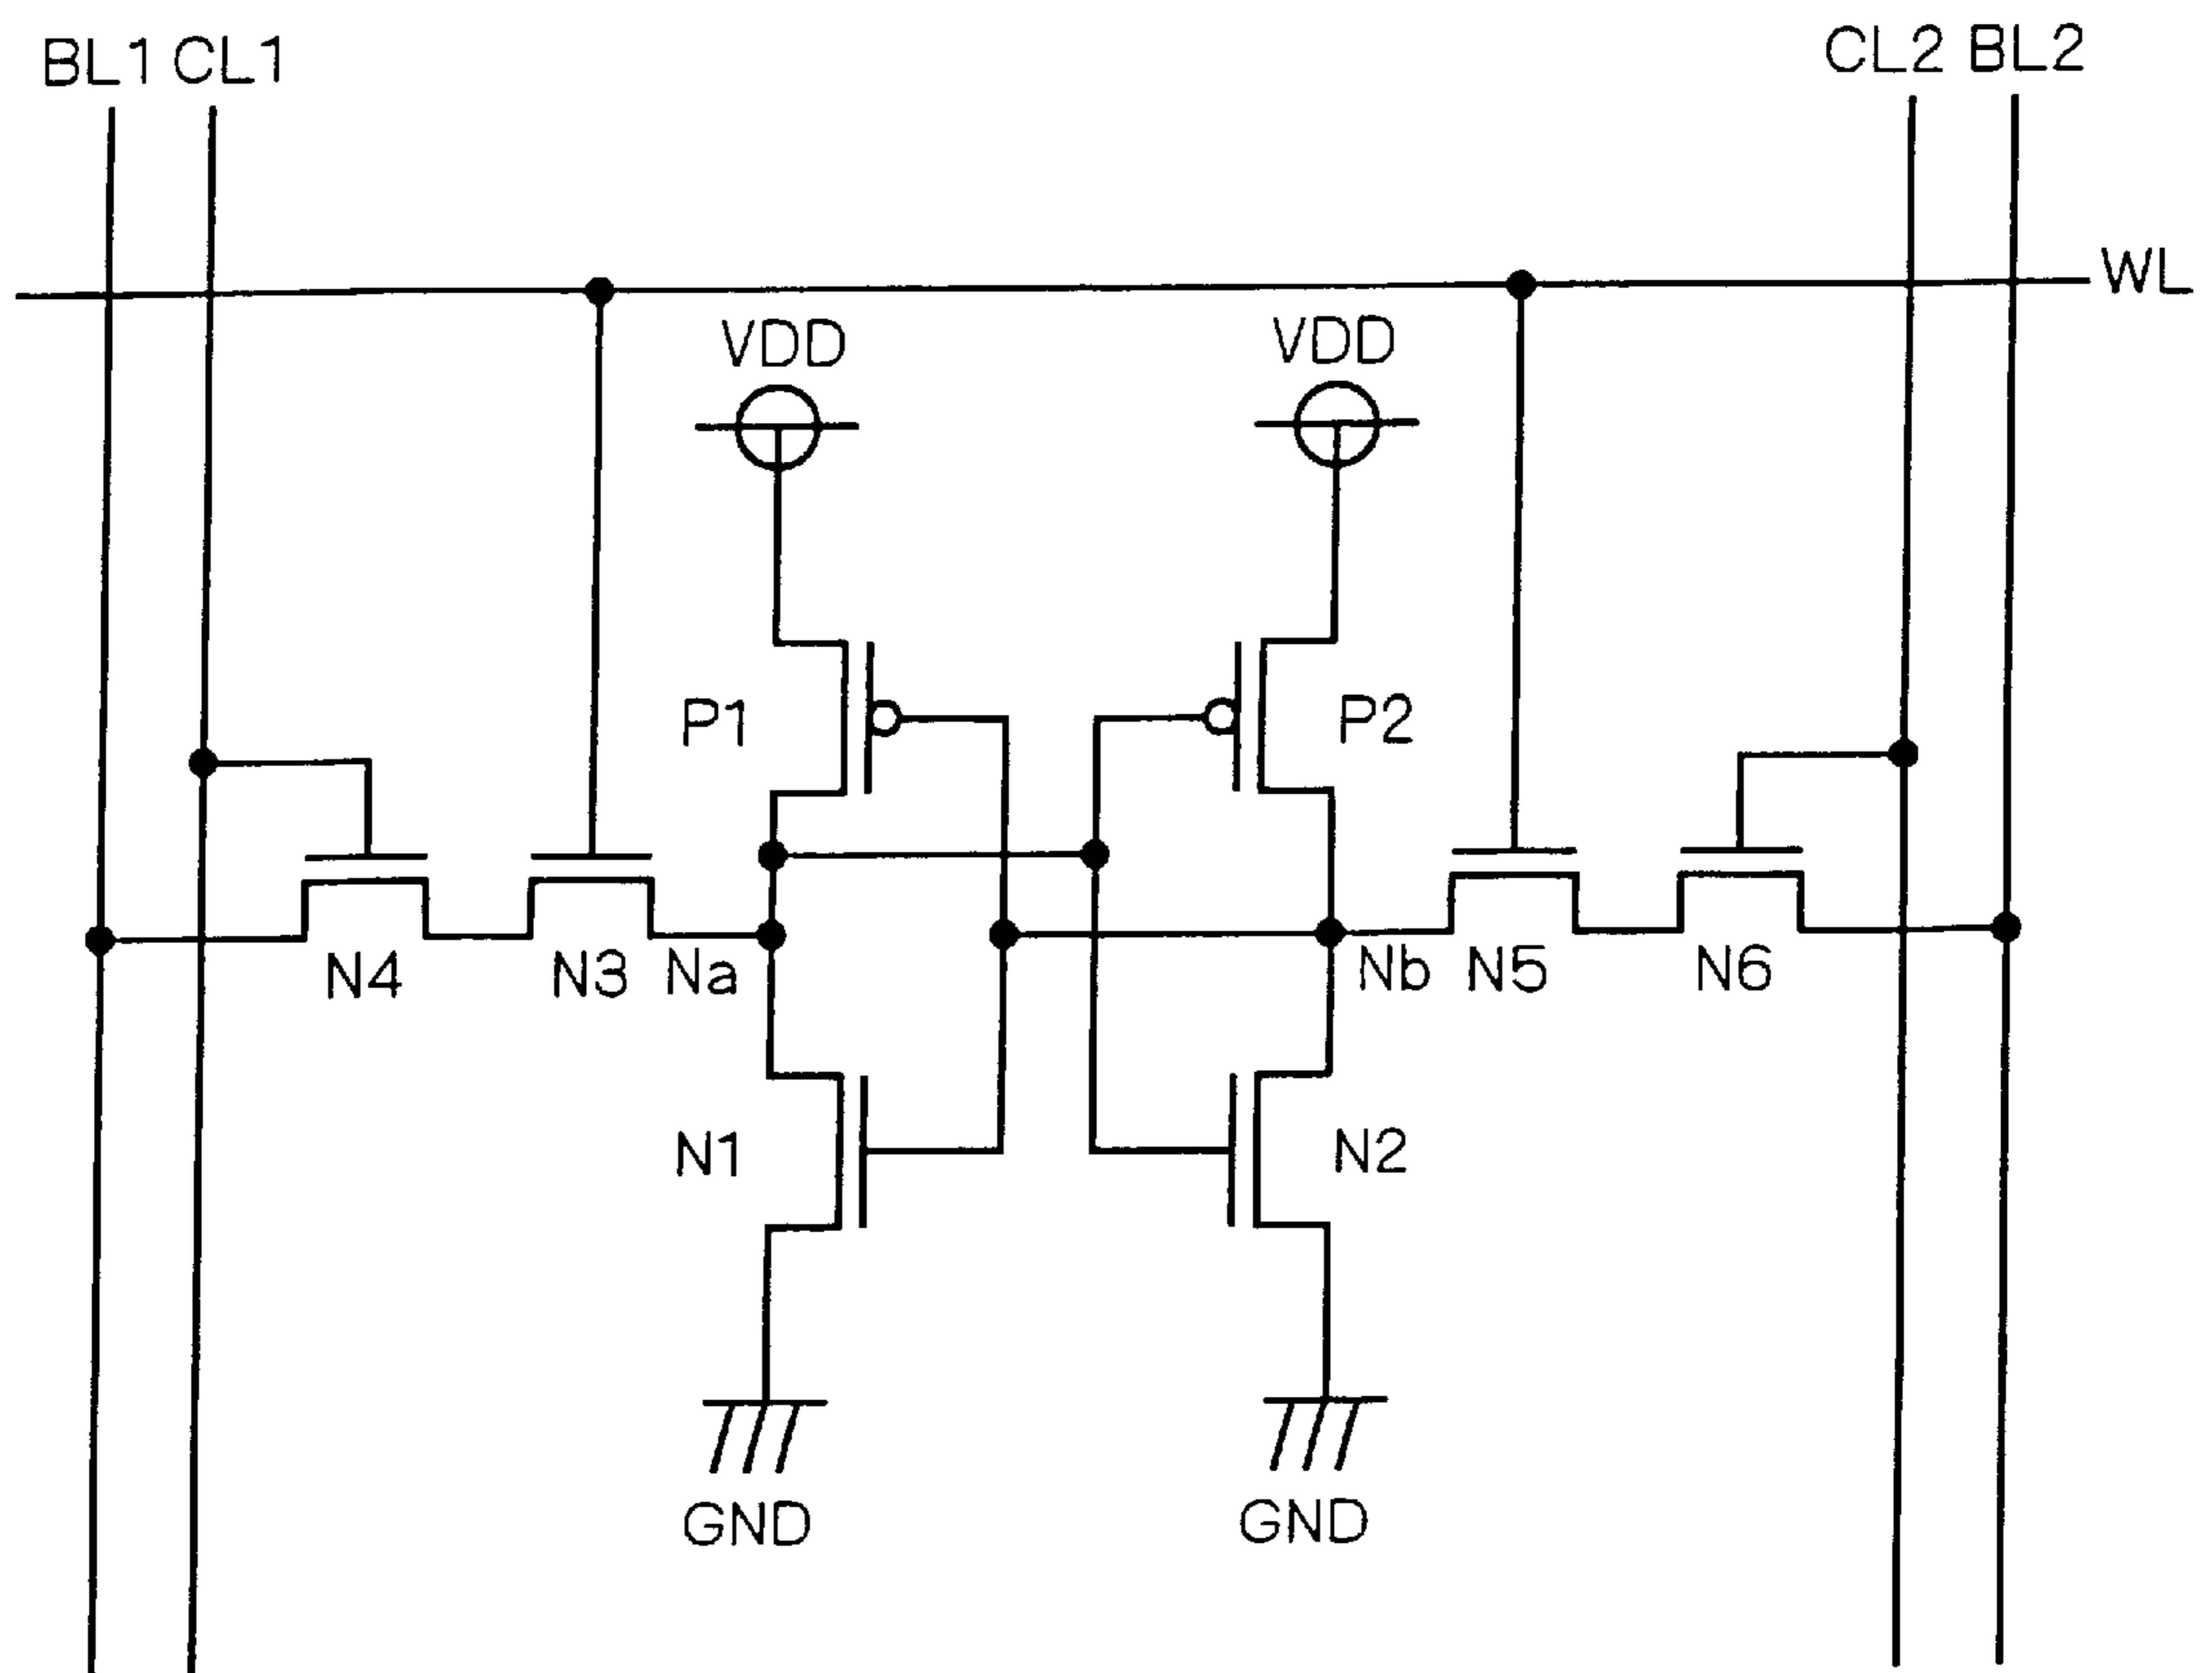 BL1 CL1 CL2 BL2
WL
VDD VDD
P1 P2
N4 N3 Na Nb N5 N6
N1 N2
GND GND